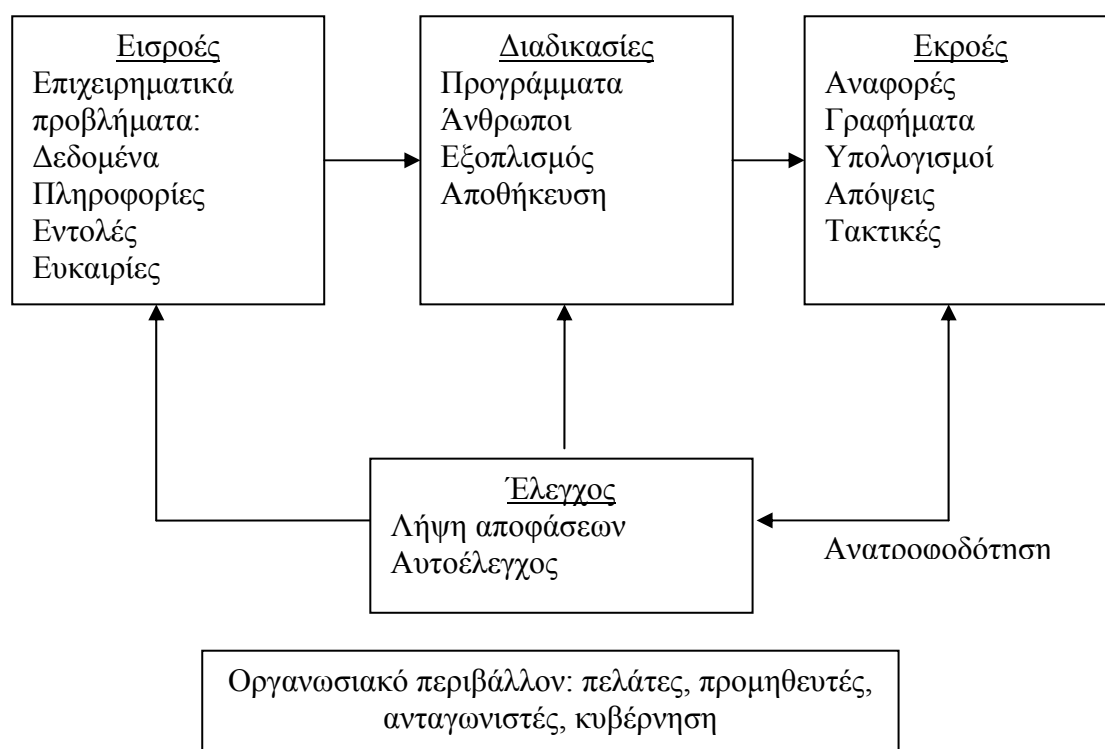 Εισροές
Επιχειρηματικά
προβλήματα:
Δεδομένα
Πληροφορίες
Εντολές
Ευκαιρίες
Διαδικασίες
Προγράμματα
Άνθρωποι
Εξοπλισμός
Αποθήκευση
Εκροές
Αναφορές
Γραφήματα
Υπολογισμοί
Απόψεις
Τακτικές
Έλεγχος
Λήψη αποφάσεων
Αυτοέλεγχος
Ανατροφοδότηση
Οργανωσιακό περιβάλλον: πελάτες, προμηθευτές,
ανταγωνιστές, κυβέρνηση